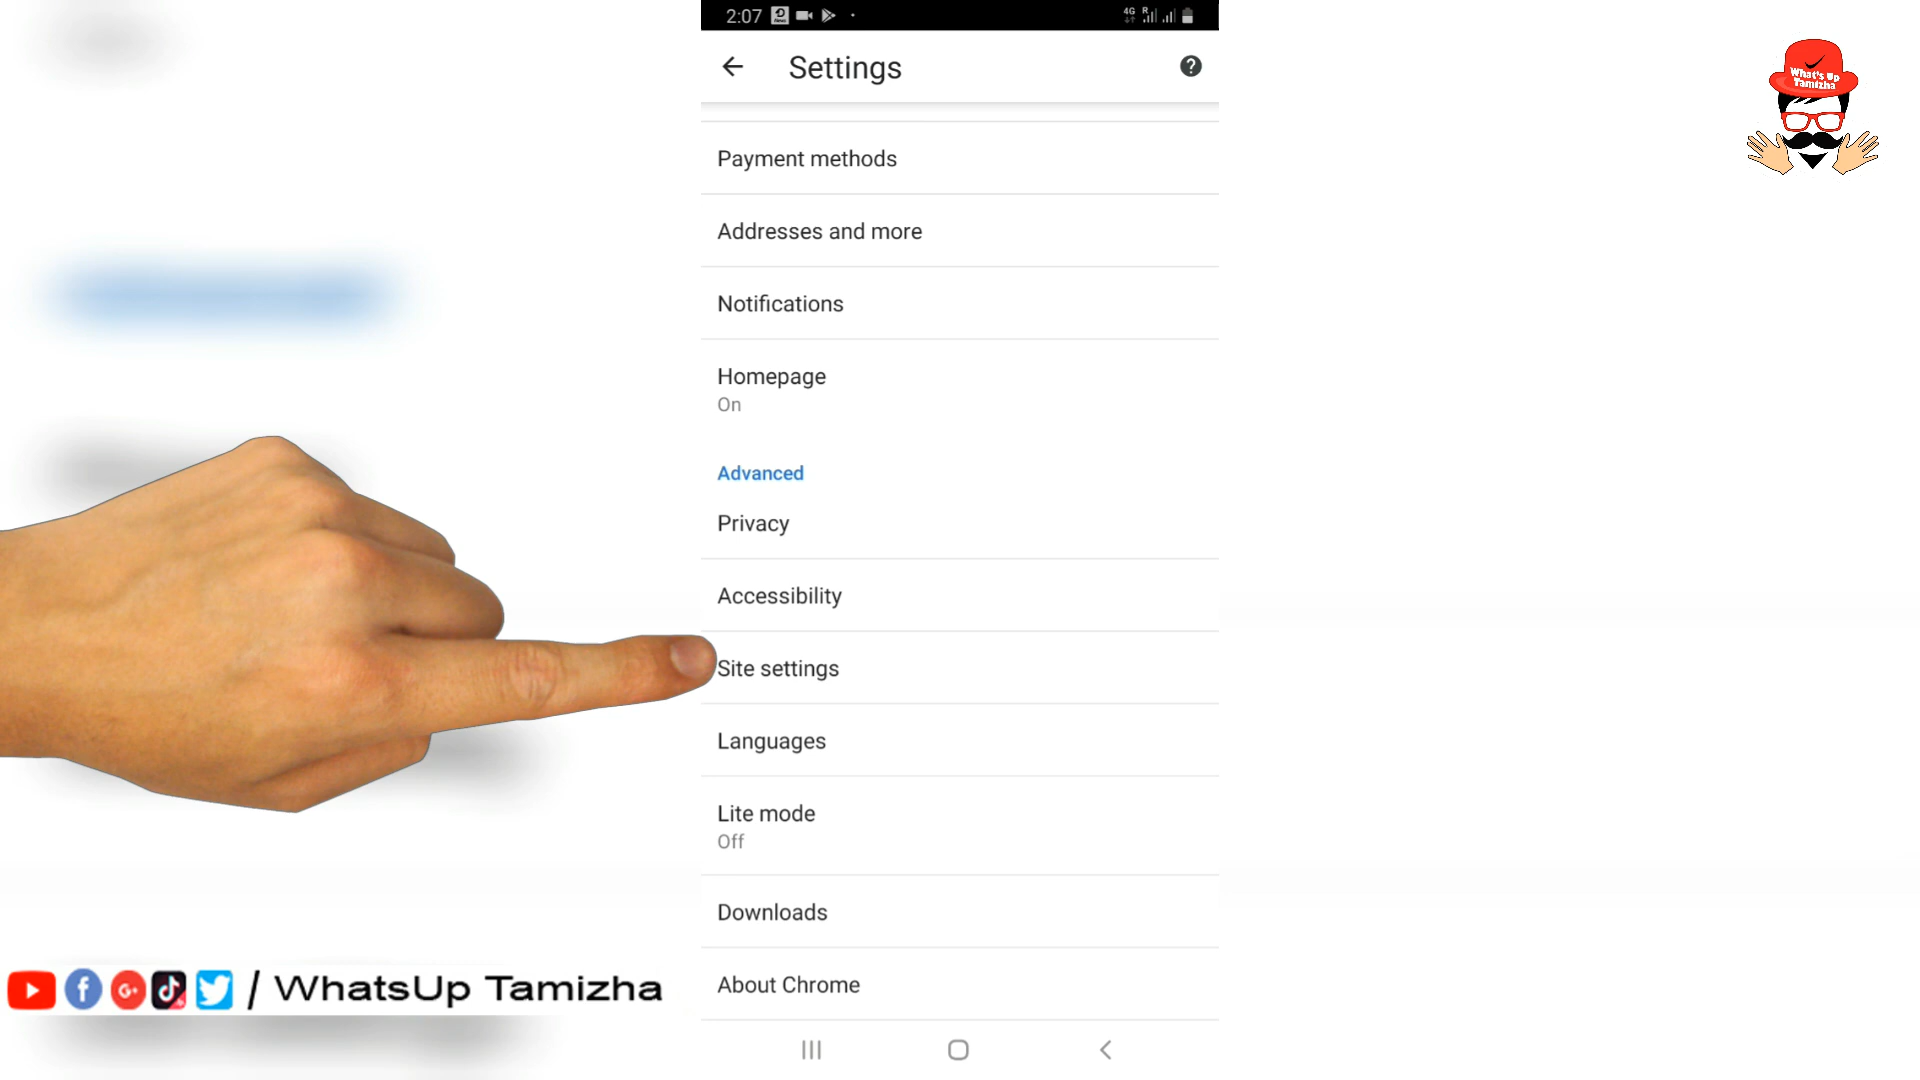 2:07
4G R
Settings
What's Up
Tamizha
Payment methods
Addresses and more
Notifications
Homepage
On
Advanced
Privacy
Accessibility
Site settings
Languages
Lite mode
Off
Downloads
About Chrome
/ WhatsUp Tamizha